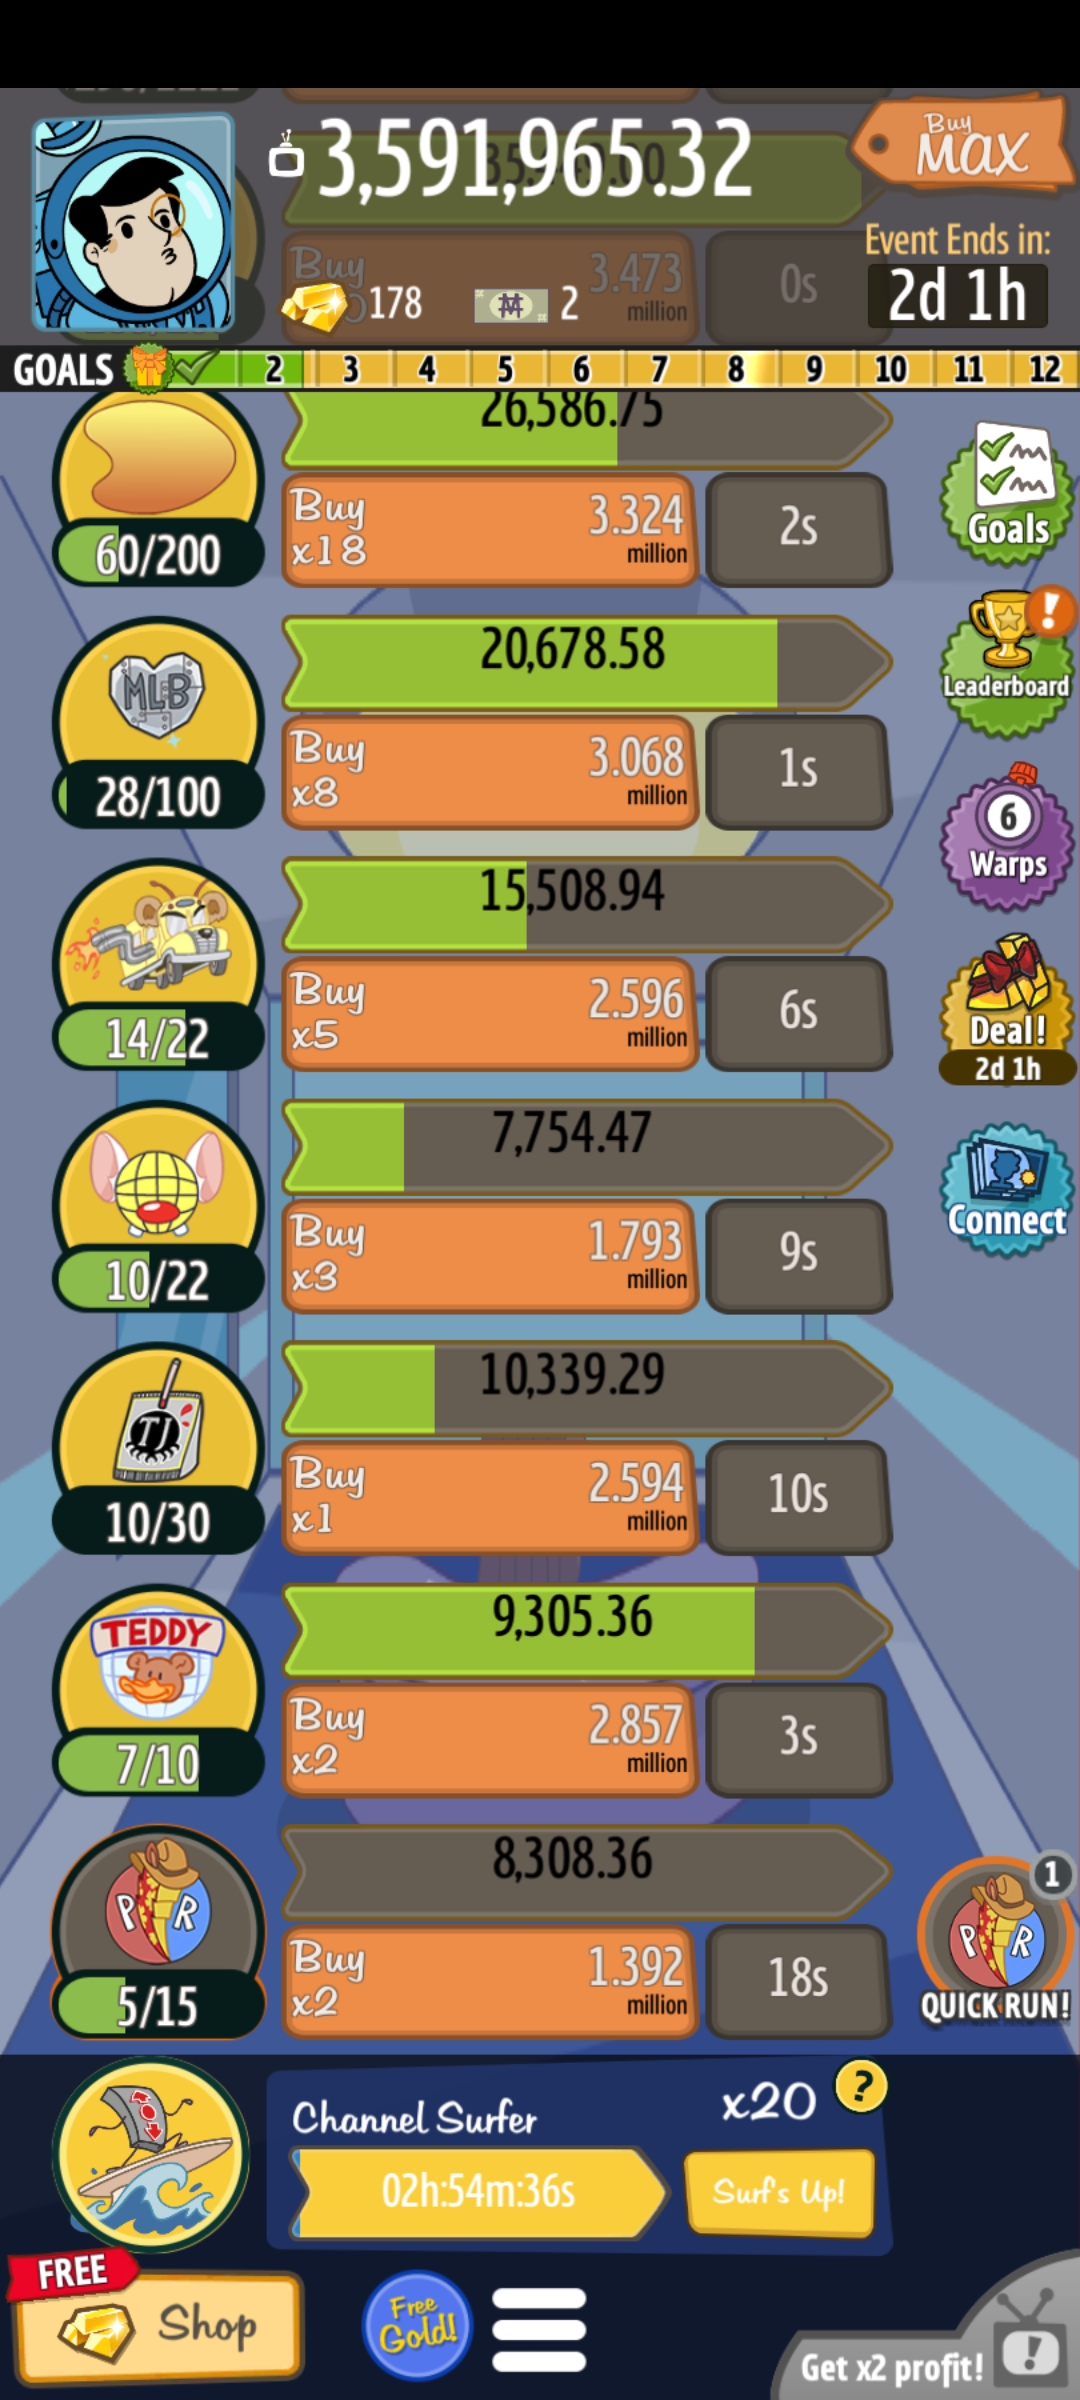 3,591,965.32
Buy
MAX
Event Ends in:
2d 1h
Buy
3.473
million
0s
178
2
GOALS 2 3 4 5 6 7 8 9 10 11 12
26,586.75
60/200
Buy
x18
3.324
million
2s
Goals
MLB
28/100
20,678.58
Buy
x8
3.068
million
1s
Leaderboard
6
Warps
14/22
15,508.94
Buy
x5
2.596
million
6s
Deal!
2d 1h
10/22
7,754.47
Buy
x3
1.793
million
9s
Connect
TJ
10/30
10,339.29
Buy
x1
2.594
million
10s
TEDDY
7/10
9,305.36
Buy
x2
2.857
million
3s
P R
5/15
8,308.36
Buy
x2
1.392
million
18s
1
P R
QUICK RUN!
Channel Surfer
x20
?
02h:54m:36s
Surf's Up!
FREE
Shop
Free
Gold!
Get x2 profit!